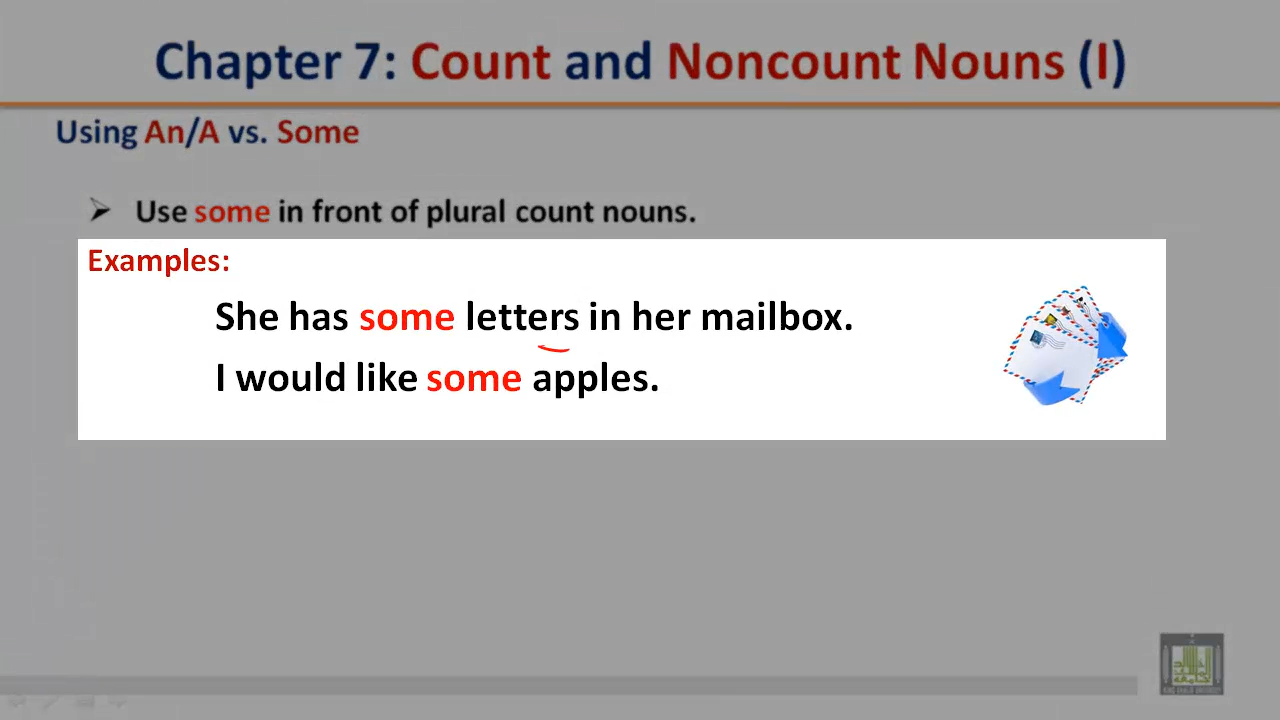 Chapter 7: Count and Noncount Nouns (I)
Using An/A vs. Some
➢ Use some in front of plural count nouns.
Examples:
She has some letters in her mailbox.
I would like some apples.